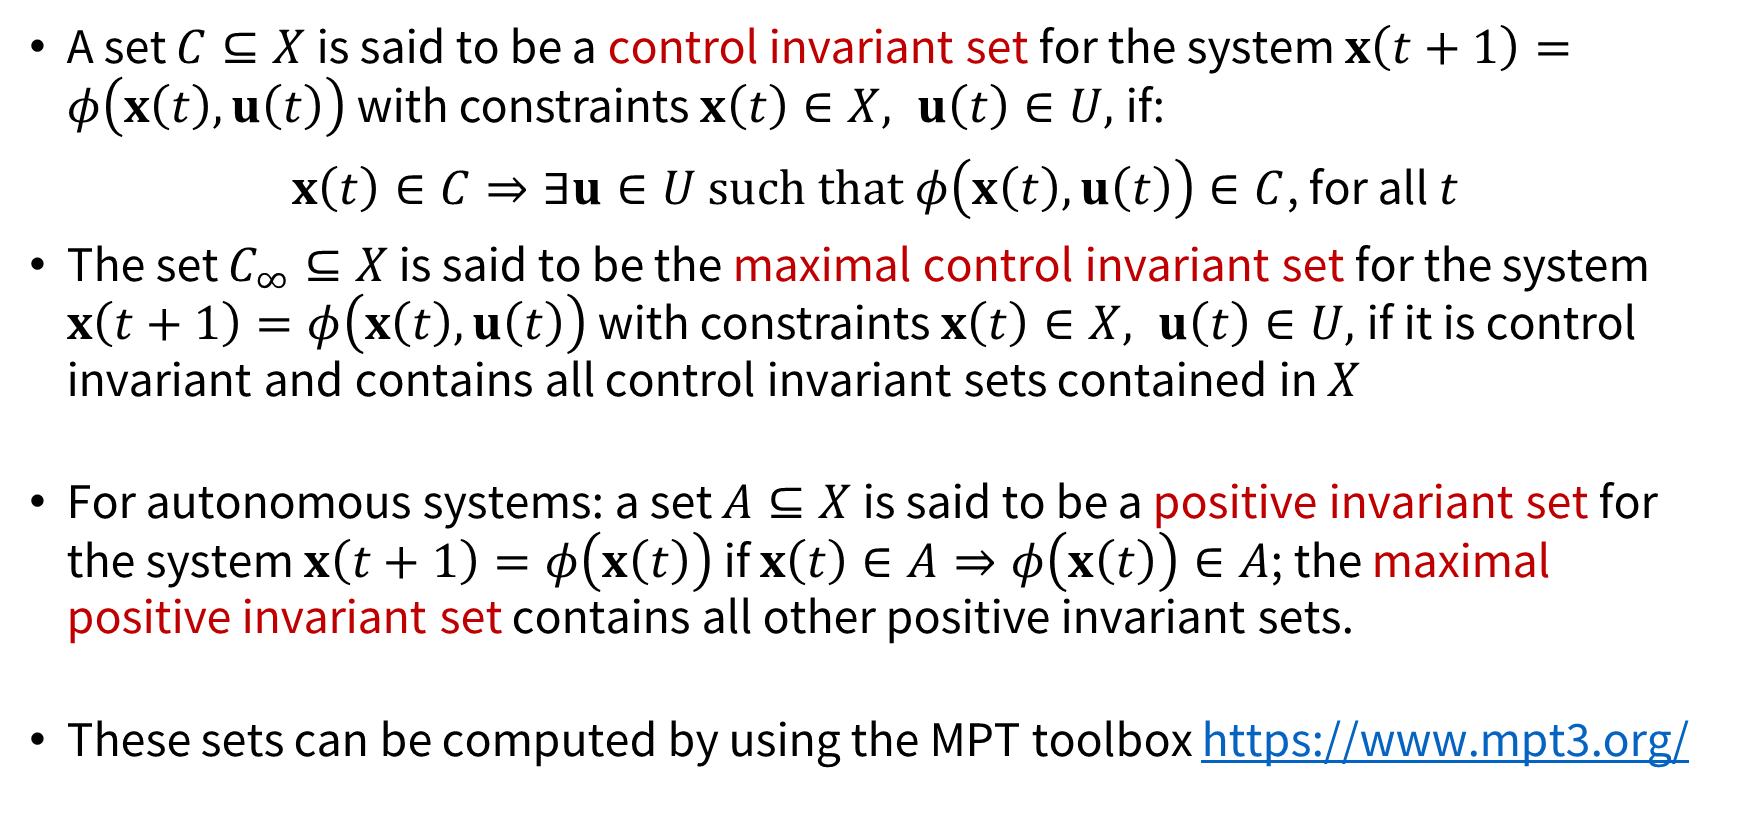 • A set 𝐶 ⊆ 𝑋 is said to be a control invariant set for the system 𝐱(𝑡 + 1) =
𝜙(𝐱(𝑡), 𝐮(𝑡)) with constraints 𝐱(𝑡) ∈ 𝑋, 𝐮(𝑡) ∈ 𝑈, if:
𝐱(𝑡) ∈ 𝐶 ⇒ ∃𝐮 ∈ 𝑈 such that 𝜙(𝐱(𝑡), 𝐮(𝑡)) ∈ 𝐶, for all 𝑡
• The set 𝐶∞ ⊆ 𝑋 is said to be the maximal control invariant set for the system
𝐱(𝑡 + 1) = 𝜙(𝐱(𝑡), 𝐮(𝑡)) with constraints 𝐱(𝑡) ∈ 𝑋, 𝐮(𝑡) ∈ 𝑈, if it is control
invariant and contains all control invariant sets contained in 𝑋
• For autonomous systems: a set 𝐴 ⊆ 𝑋 is said to be a positive invariant set for
the system 𝐱(𝑡 + 1) = 𝜙(𝐱(𝑡)) if 𝐱(𝑡) ∈ 𝐴 ⇒ 𝜙(𝐱(𝑡)) ∈ 𝐴; the maximal
positive invariant set contains all other positive invariant sets.
• These sets can be computed by using the MPT toolbox https://www.mpt3.org/